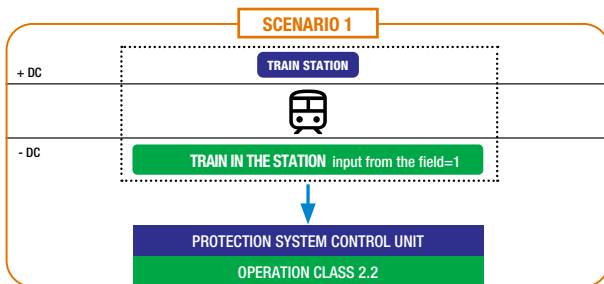 SCENARIO 1
TRAIN STATION
+ DC
- DC
TRAIN IN THE STATION input from the field=1
PROTECTION SYSTEM CONTROL UNIT
OPERATION CLASS 2.2